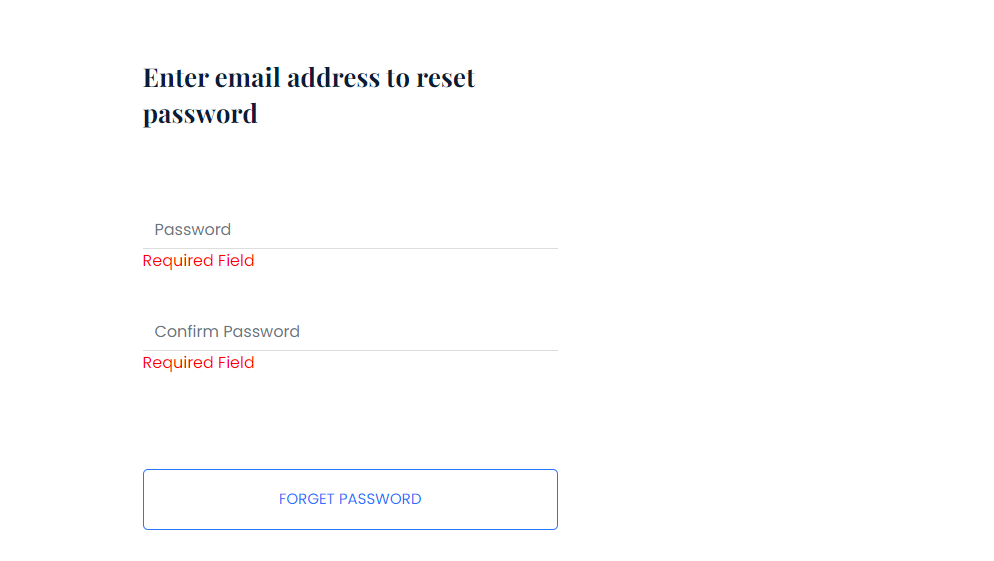 Enter email address to reset
password
Password
Required Field
Confirm Password
Required Field
FORGET PASSWORD